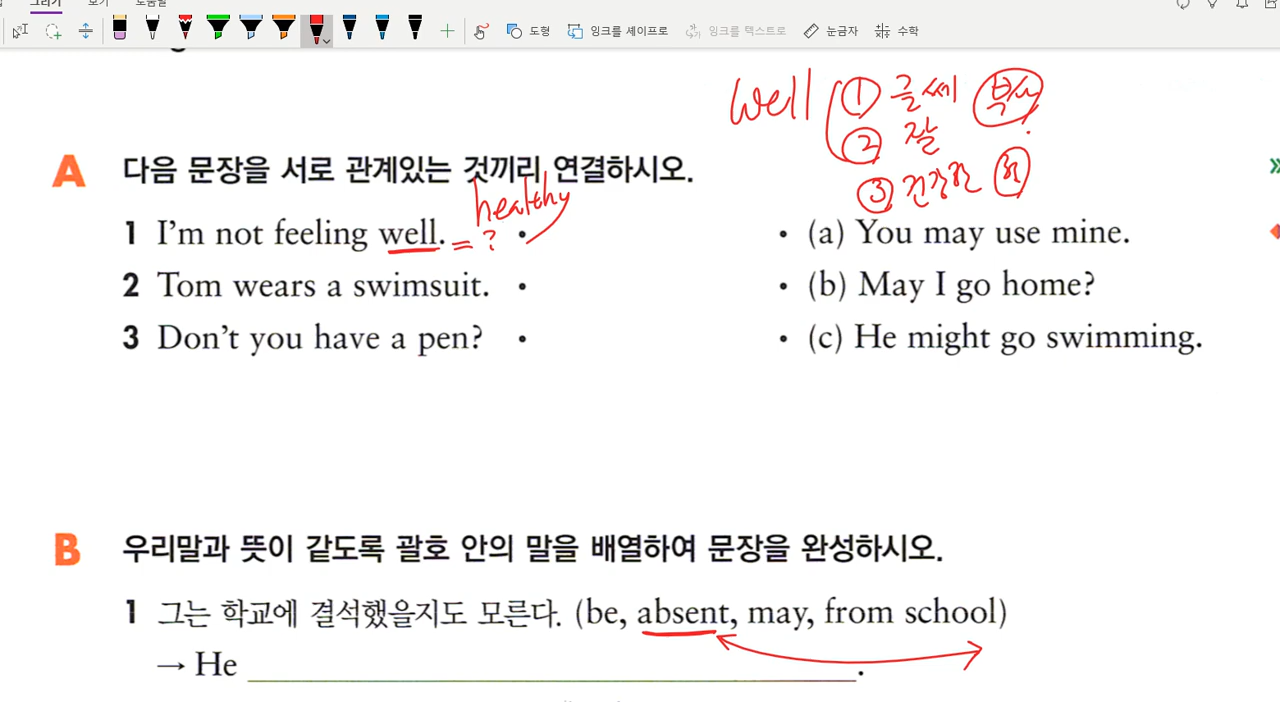 그리기 보기 도움말
도형 잉크를 셰이프로 잉크를 텍스트로 눈금자 수학
well ① 글쎄 부사
② 잘
③ 건강한 형
A 다음 문장을 서로 관계있는 것끼리 연결하시오.
healthy
1 I'm not feeling well. = ? • • (a) You may use mine.
2 Tom wears a swimsuit. • • (b) May I go home?
3 Don't you have a pen? • • (c) He might go swimming.
B 우리말과 뜻이 같도록 괄호 안의 말을 배열하여 문장을 완성하시오.
1 그는 학교에 결석했을지도 모른다. (be, absent, may, from school)
→ He .